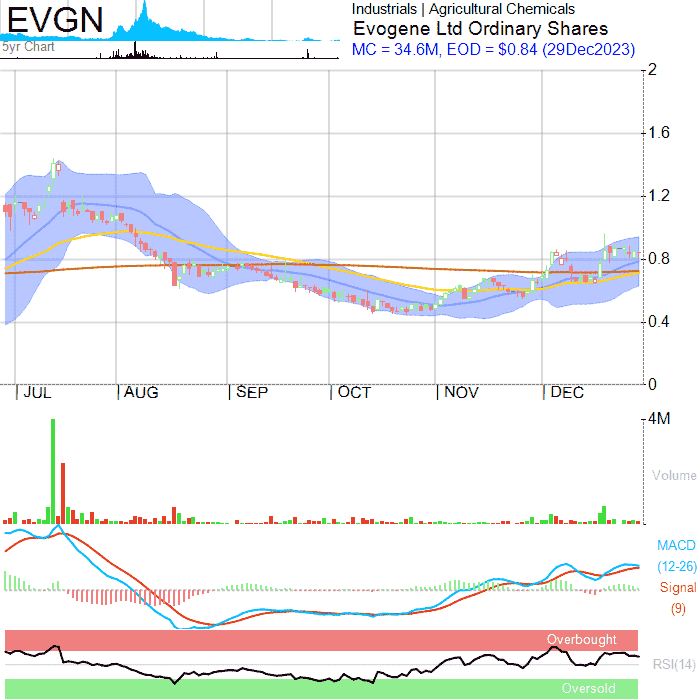 EVGN
5yr Chart
Industrials | Agricultural Chemicals
Evogene Ltd Ordinary Shares
MC = 34.6M, EOD = $0.84 (29Dec2023)
2
1.6
1.2
0.8
0.4
0
JUL AUG SEP OCT NOV DEC
4M
Volume
MACD
(12-26)
Signal
(9)
Overbought
RSI(14)
Oversold